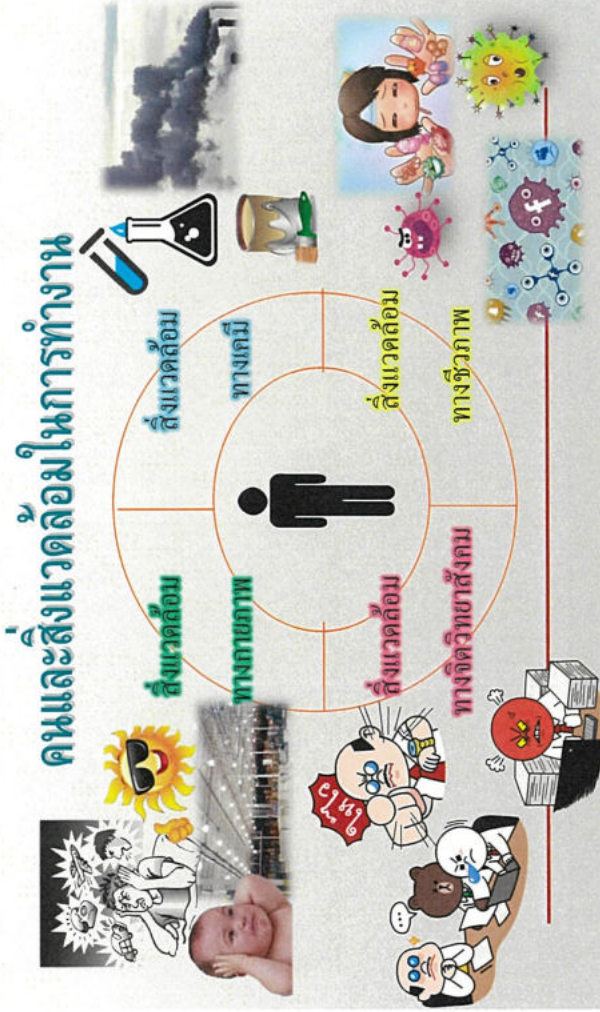 คนและสิ่งแวดล้อมในการทำงาน
สิ่งแวดล้อม
ทางกายภาพ
สิ่งแวดล้อม
ทางเคมี
สิ่งแวดล้อม
ทางจิตวิทยาสังคม
สิ่งแวดล้อม
ทางชีวภาพ
...
f